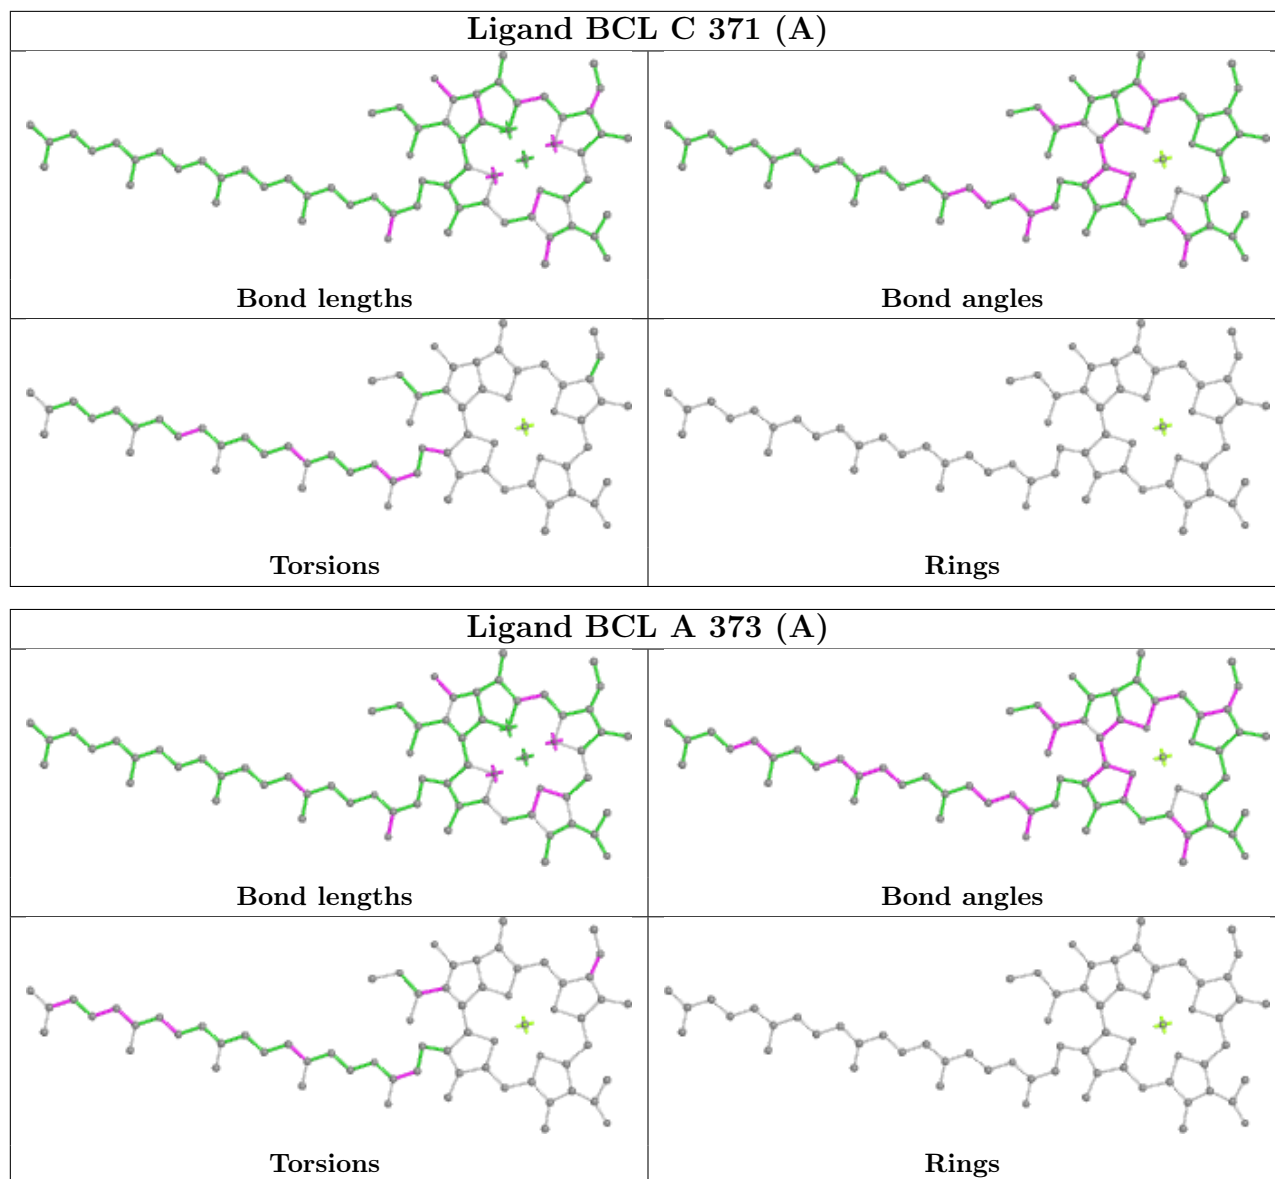 Ligand BCL C 371 (A)
Bond lengths
Bond angles
Torsions
Rings
Ligand BCL A 373 (A)
Bond lengths
Bond angles
Torsions
Rings